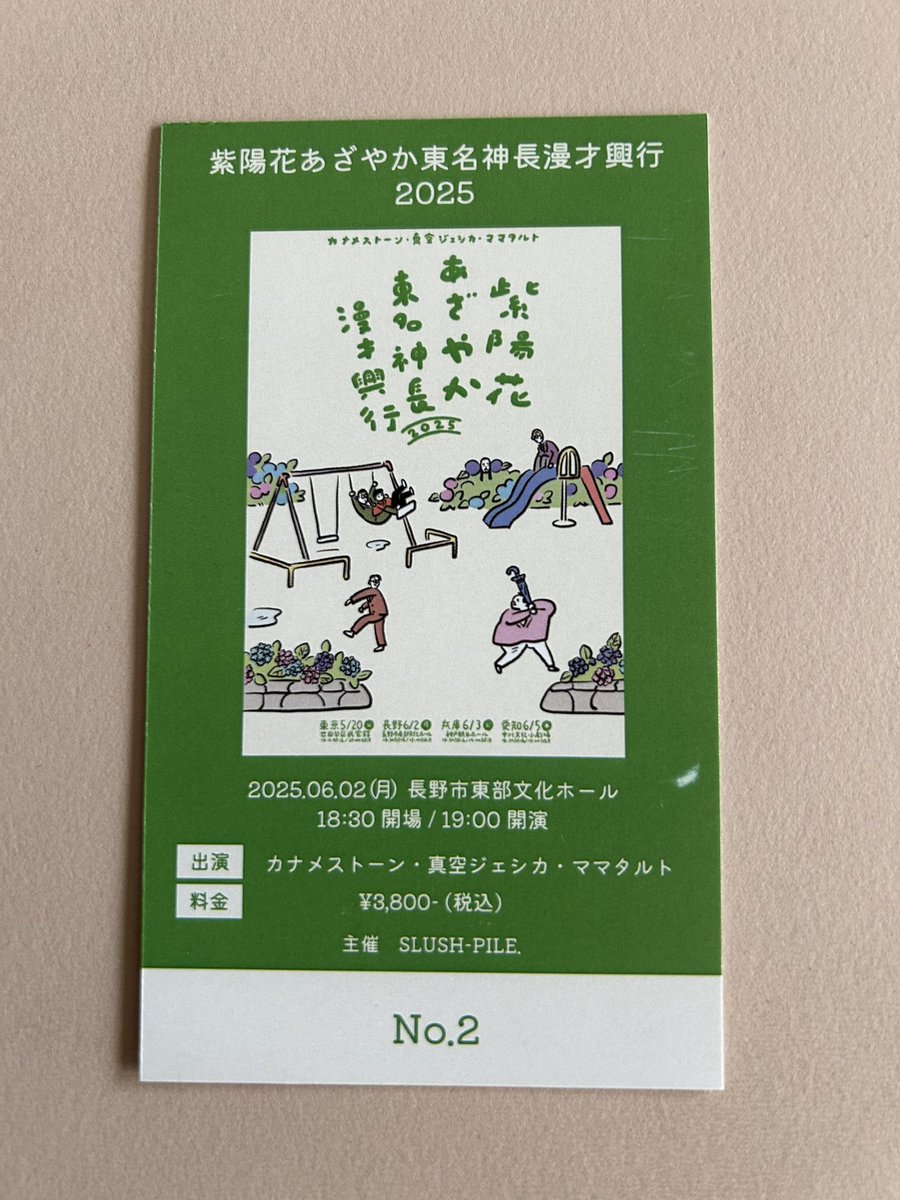 紫陽花あざやか東名神長漫才興行
2025
カナメストーン・真空ジェシカ・ママタルト
紫陽花
あざやか
東名神長
漫才興行
2025
東京5/20㊋ 長野6/2㊊ 兵庫6/3㊋ 愛知6/5㊍
2025.06.02(月) 長野市東部文化ホール
18:30 開場 / 19:00 開演
出演 カナメストーン・真空ジェシカ・ママタルト
料金 ¥3,800-(税込)
主催 SLUSH-PILE.
No.2